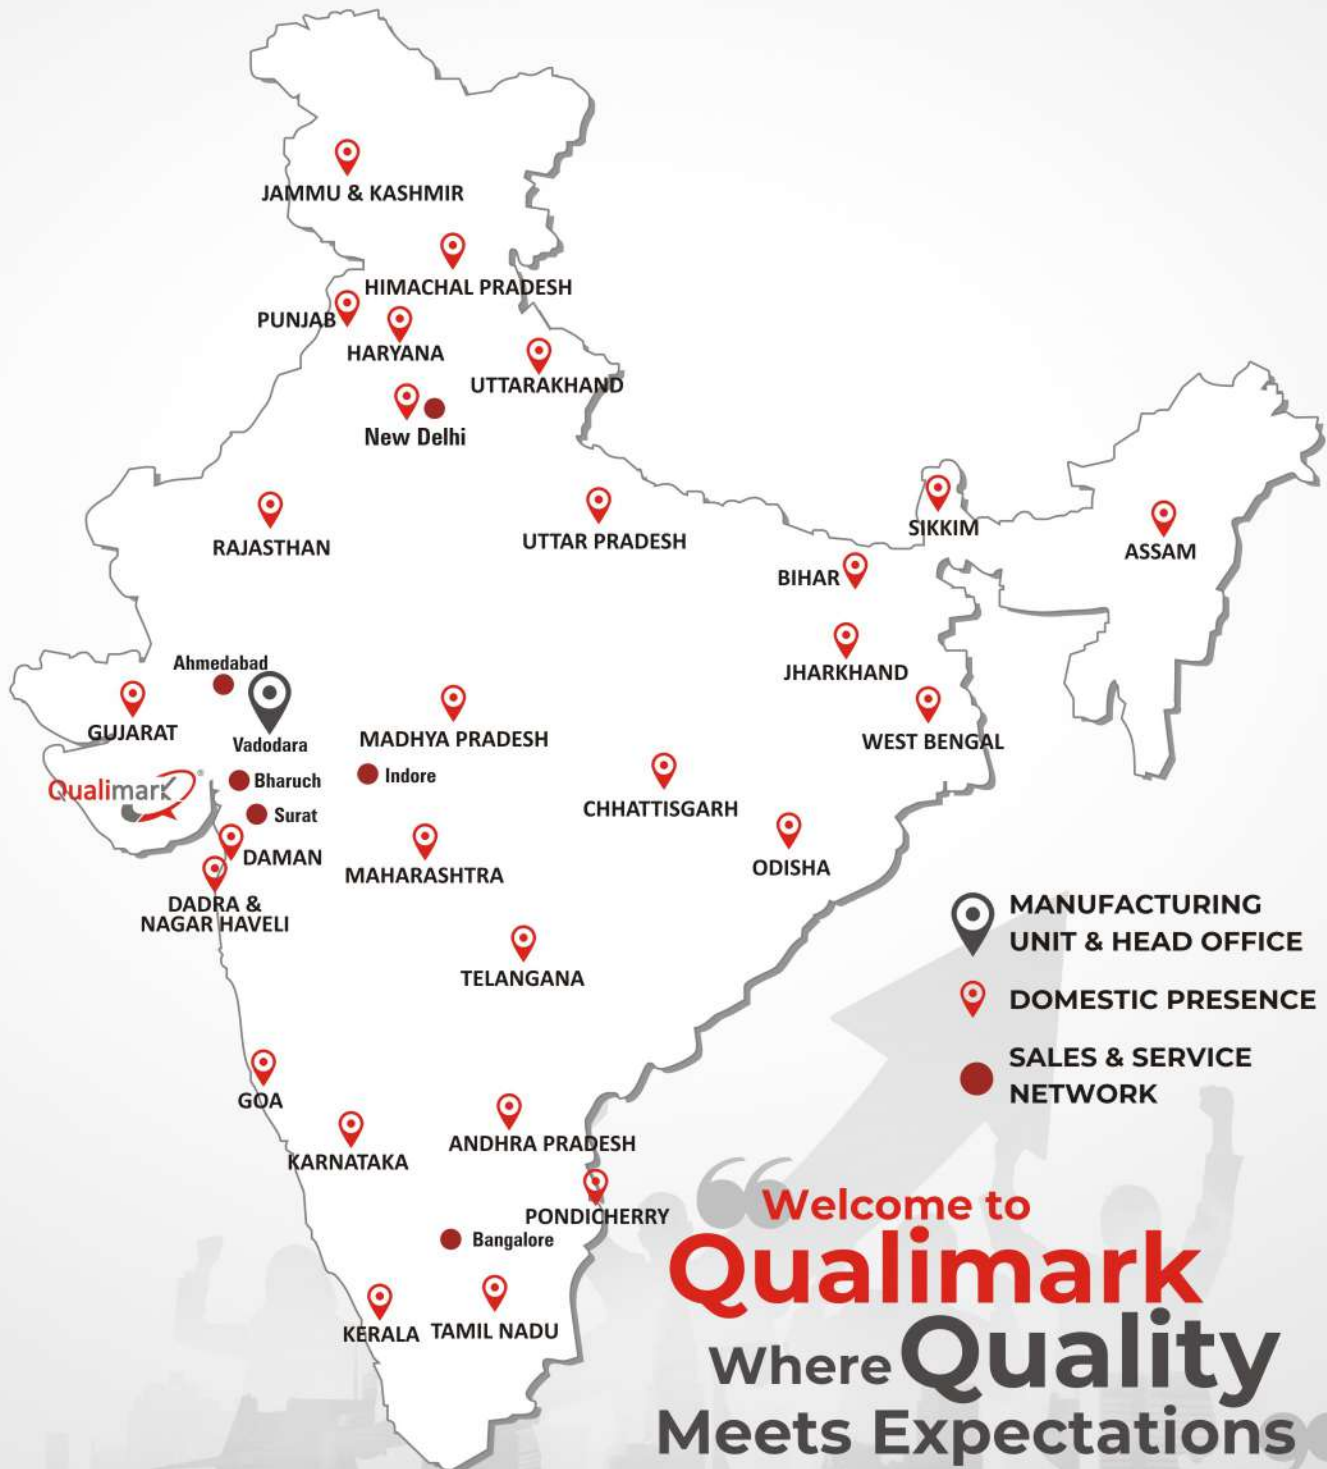 JAMMU & KASHMIR
HIMACHAL PRADESH
PUNJAB
HARYANA
UTTARAKHAND
New Delhi
RAJASTHAN
UTTAR PRADESH
SIKKIM
ASSAM
BIHAR
JHARKHAND
Ahmedabad
GUJARAT
Vadodara
MADHYA PRADESH
WEST BENGAL
Qualimark®
Bharuch
Indore
Surat
CHHATTISGARH
DAMAN
MAHARASHTRA
ODISHA
DADRA &
NAGAR HAVELI
TELANGANA
GOA
KARNATAKA
ANDHRA PRADESH
PONDICHERRY
Bangalore
KERALA
TAMIL NADU
MANUFACTURING
UNIT & HEAD OFFICE
DOMESTIC PRESENCE
SALES & SERVICE
NETWORK
“Welcome to
Qualimark
Where Quality
Meets Expectations”